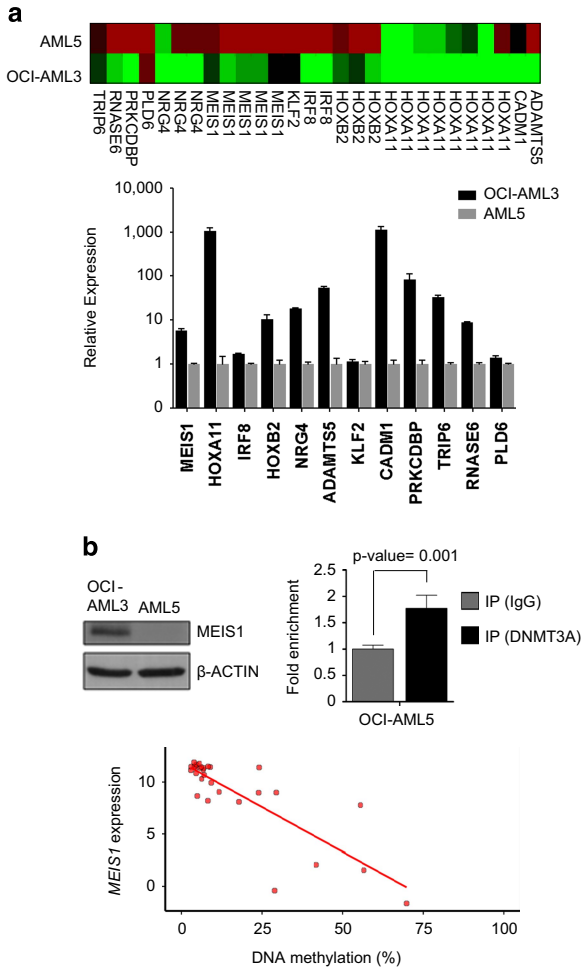 a
AML5
OCI-AML3
TRIP6
RNASE6
PRKCDBP
PLD6
NRG4
NRG4
NRG4
MEIS1
MEIS1
MEIS1
MEIS1
MEIS1
KLF2
IRF8
IRF8
HOXB2
HOXB2
HOXB2
HOXA11
HOXA11
HOXA11
HOXA11
HOXA11
HOXA11
HOXA11
CADM1
ADAMTS5
Relative Expression
10,000
1,000
100
10
1
0
OCI-AML3
AML5
MEIS1
HOXA11
IRF8
HOXB2
NRG4
ADAMTS5
KLF2
CADM1
PRKCDBP
TRIP6
RNASE6
PLD6
b
OCI-
AML3
AML5
MEIS1
β-ACTIN
p-value= 0.001
Fold enrichment
2.5
2
1.5
1
0.5
0
OCI-AML5
IP (IgG)
IP (DNMT3A)
MEIS1 expression
10
5
0
0
25
50
75
100
DNA methylation (%)